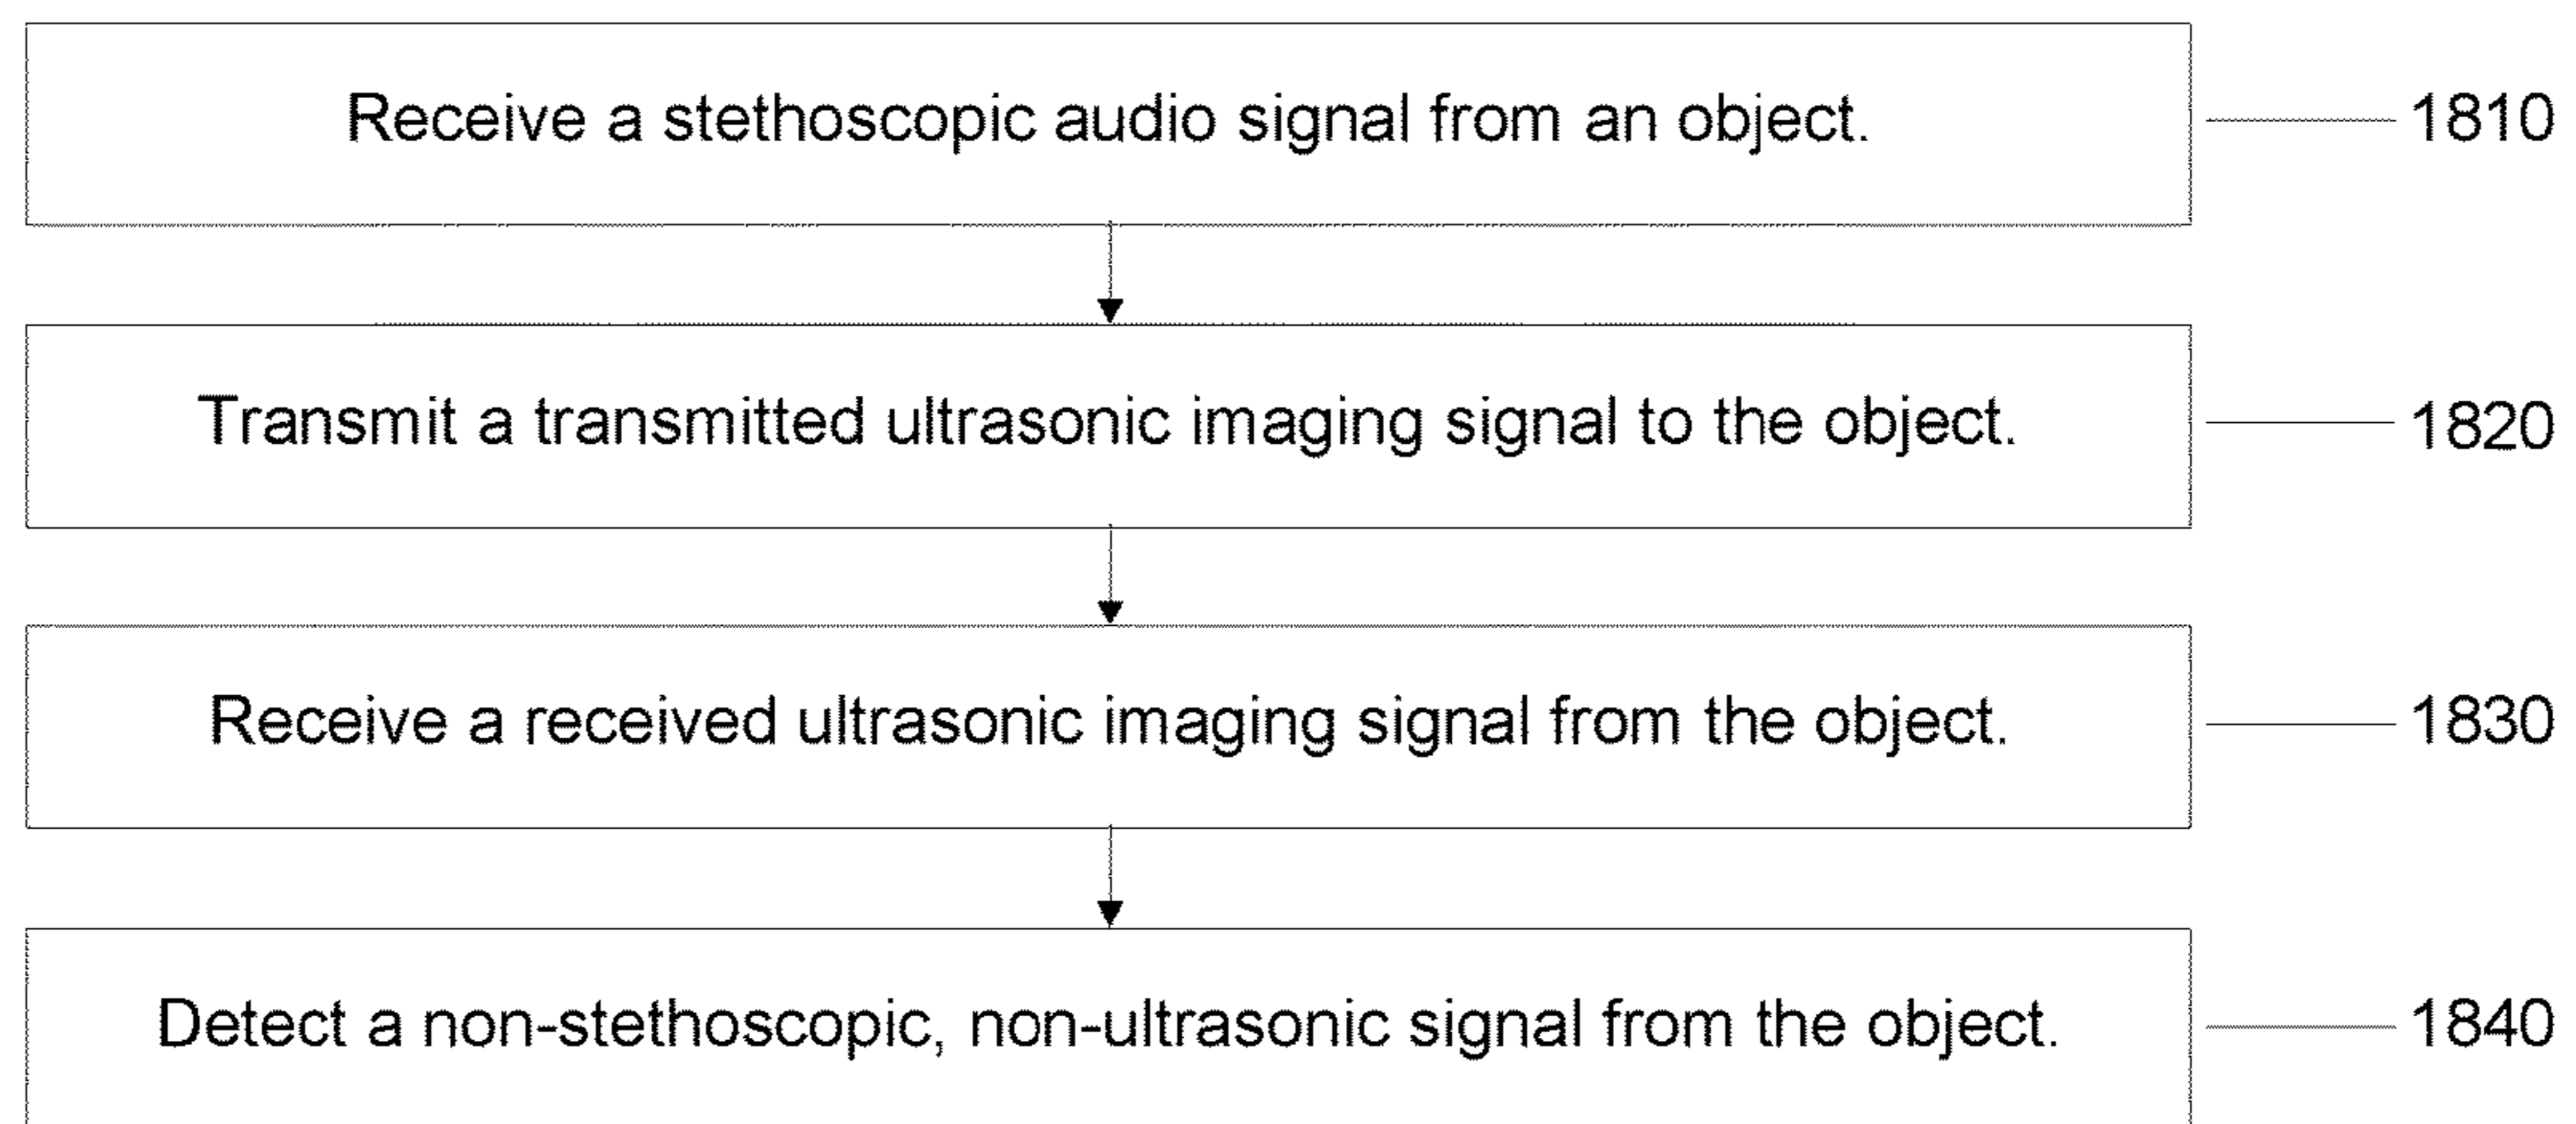 Receive a stethoscopic audio signal from an object. 1810
Transmit a transmitted ultrasonic imaging signal to the object. 1820
Receive a received ultrasonic imaging signal from the object. 1830
Detect a non-stethoscopic, non-ultrasonic signal from the object. 1840